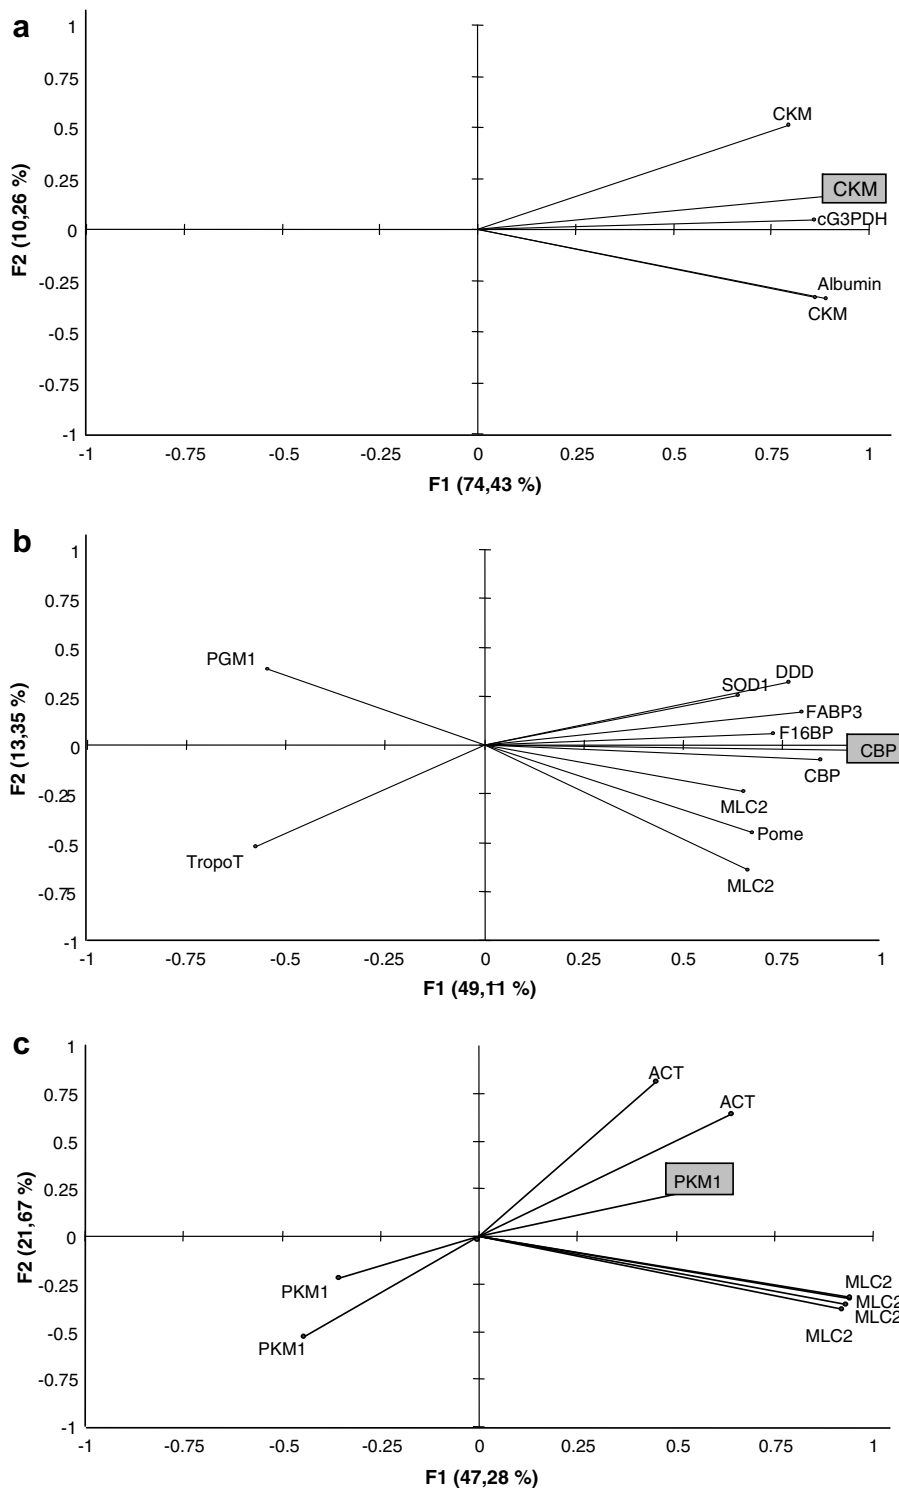 a
1
0.75
0.5
0.25
0
-0.25
-0.5
-0.75
-1
F2 (10,26 %)
CKM
CKM
cG3PDH
Albumin
CKM
-1 -0.75 -0.5 -0.25 0 0.25 0.5 0.75 1
F1 (74,43 %)
b
1
0.75
0.5
0.25
0
-0.25
-0.5
-0.75
-1
F2 (13,35 %)
PGM1
TropoT
DDD
SOD1
FABP3
F16BP
CBP
CBP
MLC2
Pome
MLC2
-1 -0.75 -0.5 -0.25 0 0.25 0.5 0.75 1
F1 (49,11 %)
c
1
0.75
0.5
0.25
0
-0.25
-0.5
-0.75
-1
F2 (21,67 %)
ACT
ACT
PKM1
PKM1
PKM1
MLC2
MLC2
MLC2
MLC2
-1 -0.75 -0.5 -0.25 0 0.25 0.5 0.75 1
F1 (47,28 %)